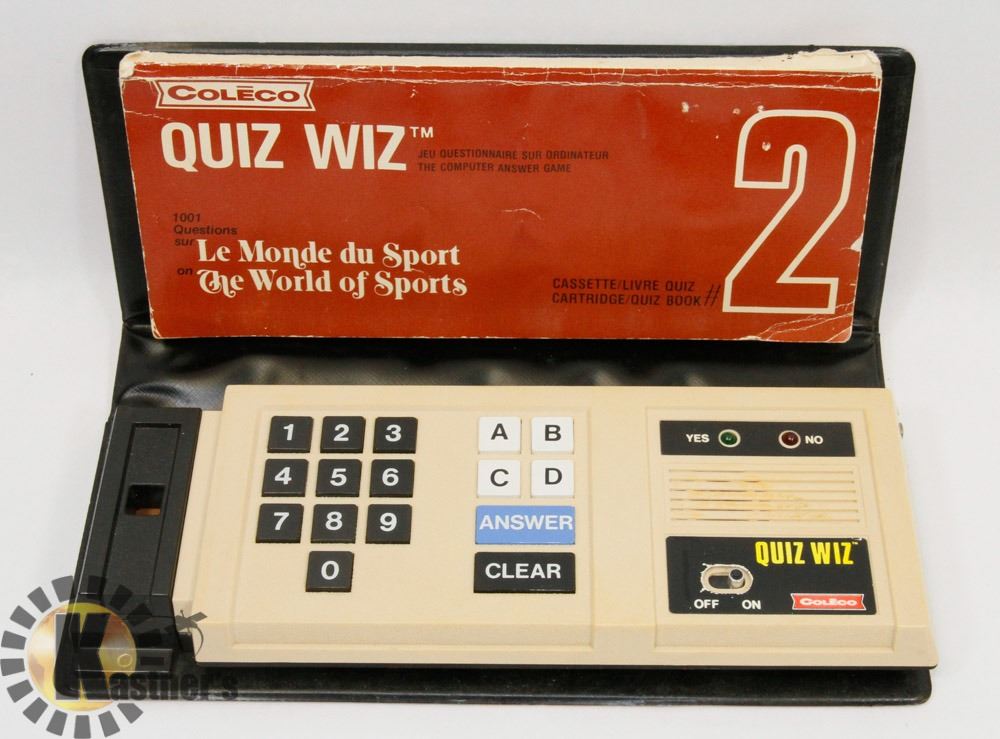 COLECO
QUIZ WIZ™
JEU QUESTIONNAIRE SUR ORDINATEUR
THE COMPUTER ANSWER GAME
2
1001
Questions
sur Le Monde du Sport
on The World of Sports
CASSETTE/LIVRE QUIZ
CARTRIDGE/QUIZ BOOK #
1 2 3
4 5 6
7 8 9
0
A B
C D
ANSWER
CLEAR
YES NO
QUIZ WIZ™
OFF ON
COLECO
Kastner's